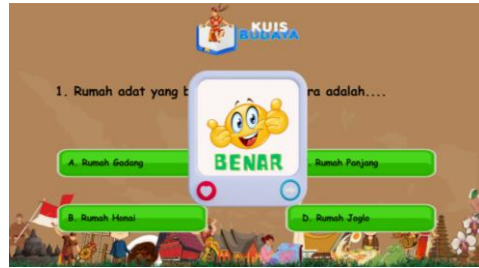 KUIS
BUDAYA
1. Rumah adat yang b ra adalah....
BENAR
A. Rumah Gadang
. Rumah Panjang
B. Rumah Honai
D. Rumah Joglo